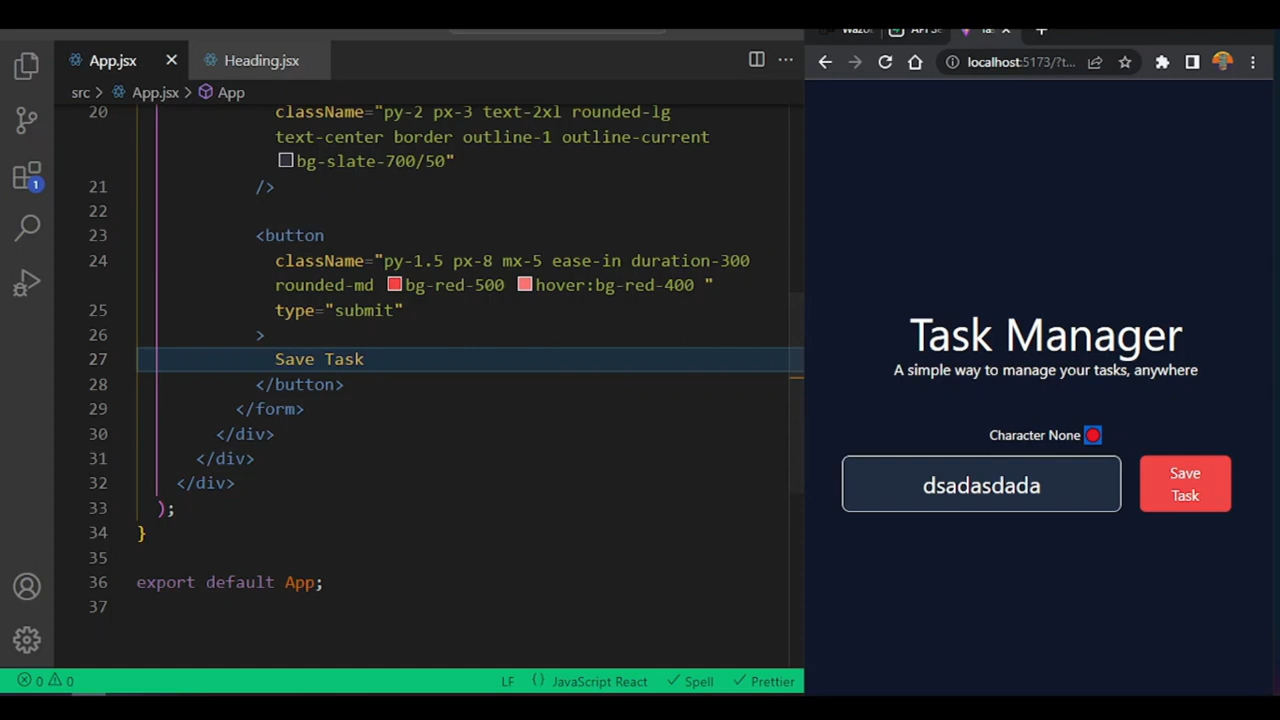 App.jsx
Heading.jsx
src > App.jsx > App
20 className="py-2 px-3 text-2xl rounded-lg
text-center border outline-1 outline-current
bg-slate-700/50"
21 />
22
23 <button
24 className="py-1.5 px-8 mx-5 ease-in duration-300
rounded-md bg-red-500 hover:bg-red-400 "
25 type="submit"
26 >
27 Save Task
28 </button>
29 </form>
30 </div>
31 </div>
32 </div>
33 );
34 }
35
36 export default App;
37
1
0 0
LF {} JavaScript React Spell Prettier
localhost:5173/?t...
Task Manager
A simple way to manage your tasks, anywhere
Character None
dsadasdada
Save
Task